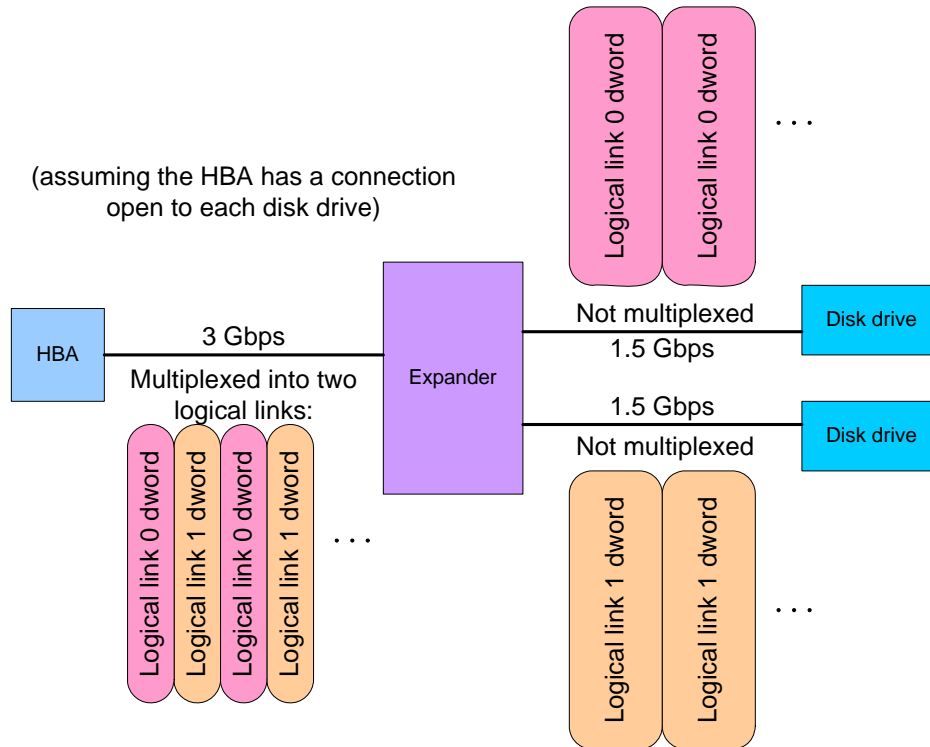 Logical link 0 dword
Logical link 0 dword
. . .
(assuming the HBA has a connection
open to each disk drive)
HBA
3 Gbps
Multiplexed into two
logical links:
Logical link 0 dword
Logical link 1 dword
Logical link 0 dword
Logical link 1 dword
. . .
Expander
Not multiplexed
1.5 Gbps
Disk drive
1.5 Gbps
Not multiplexed
Disk drive
Logical link 1 dword
Logical link 1 dword
. . .